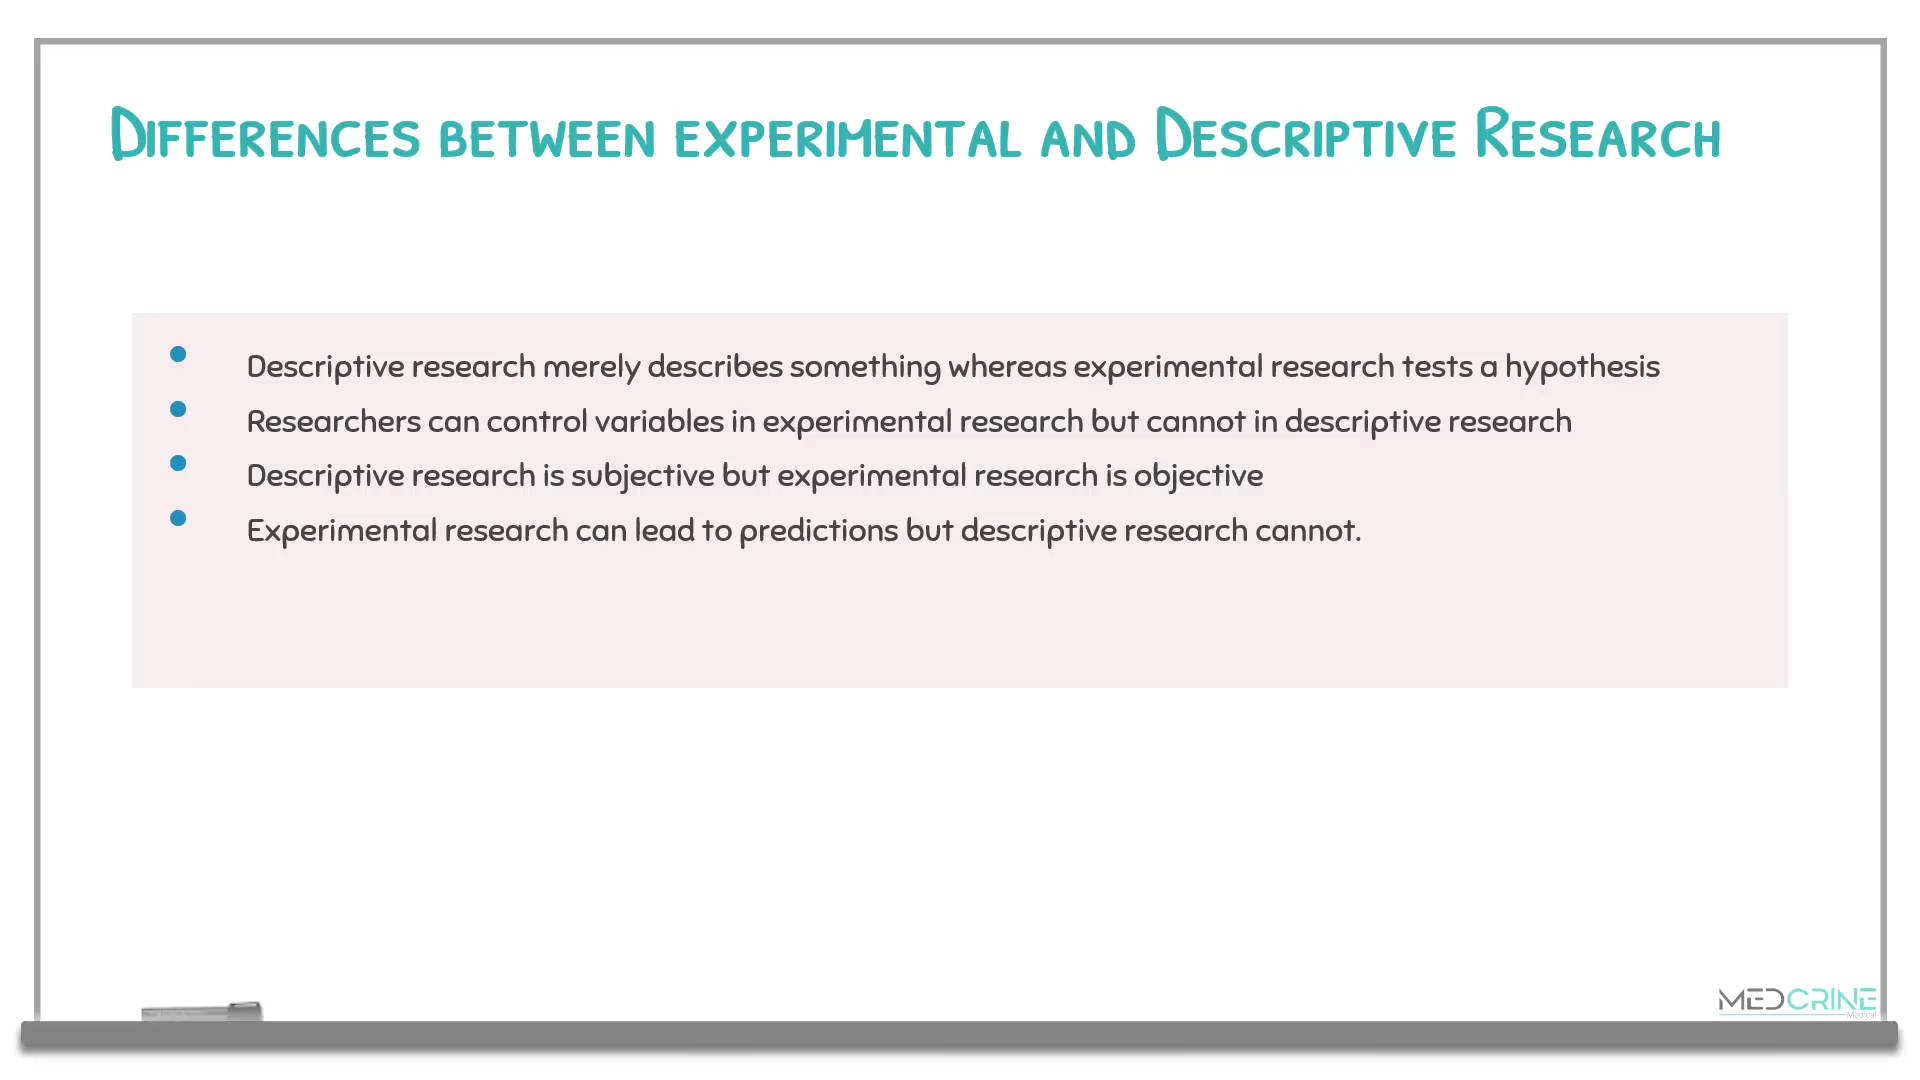 Differences between experimental and Descriptive Research
Descriptive research merely describes something whereas experimental research tests a hypothesis
Researchers can control variables in experimental research but cannot in descriptive research
Descriptive research is subjective but experimental research is objective
Experimental research can lead to predictions but descriptive research cannot.
MEDCRINE
Medical